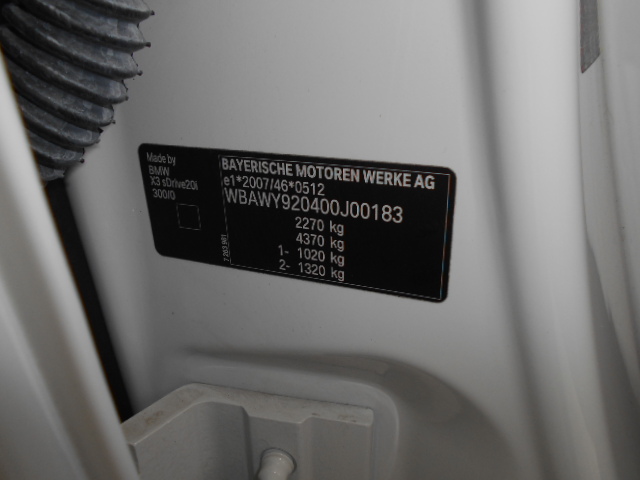 Made by
BMW
X3 sDrive20i
300/0
BAYERISCHE MOTOREN WERKE AG
e1*2007/46*0512
WBAWY920400J00183
2270 kg
4370 kg
1- 1020 kg
2- 1320 kg